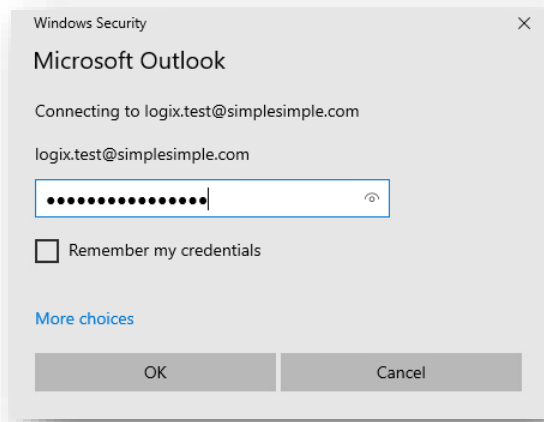 Windows Security
Microsoft Outlook
Connecting to logix.test@simplesimple.com
logix.test@simplesimple.com
●●●●●●●●●●●●●●●●
Remember my credentials
More choices
OK Cancel